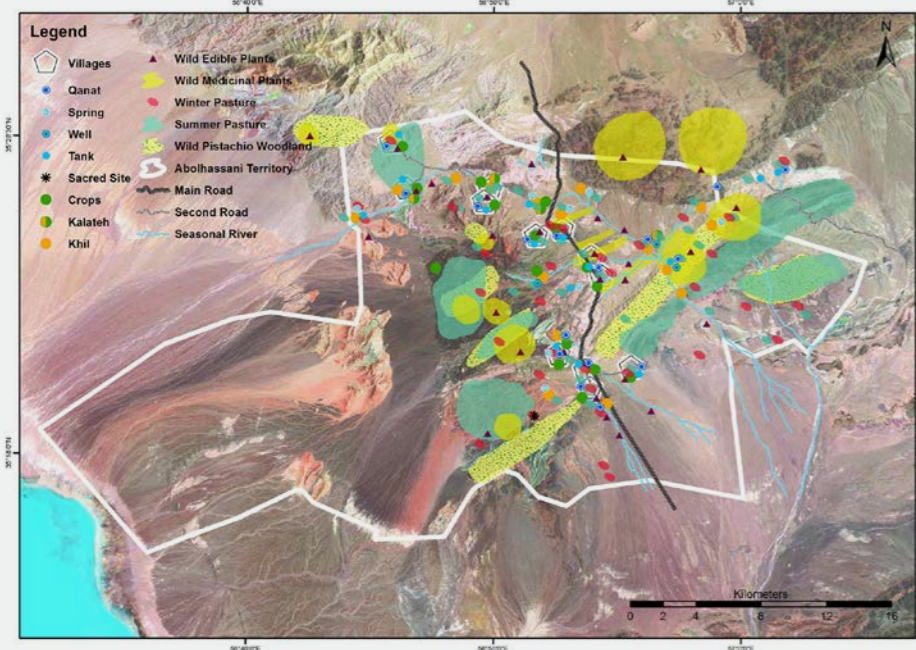 Legend
Villages
Qanat
Spring
Well
Tank
Sacred Site
Crops
Kalateh
Khil
Wild Edible Plants
Wild Medicinal Plants
Winter Pasture
Summer Pasture
Wild Pistachio Woodland
Abolhassani Territory
Main Road
Second Road
Seasonal River
N
Kilometers
0 2 4 8 12 16